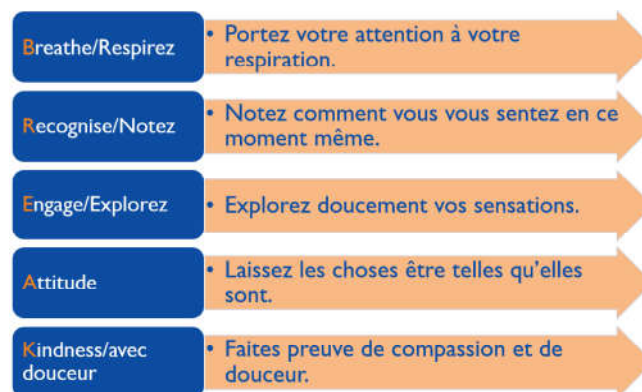 Breathe/Respirez
• Portez votre attention à votre
respiration.
Recognise/Notez
• Notez comment vous vous sentez en ce
moment même.
Engage/Explorez
• Explorez doucement vos sensations.
Attitude
• Laissez les choses être telles qu'elles
sont.
Kindness/avec
douceur
• Faites preuve de compassion et de
douceur.